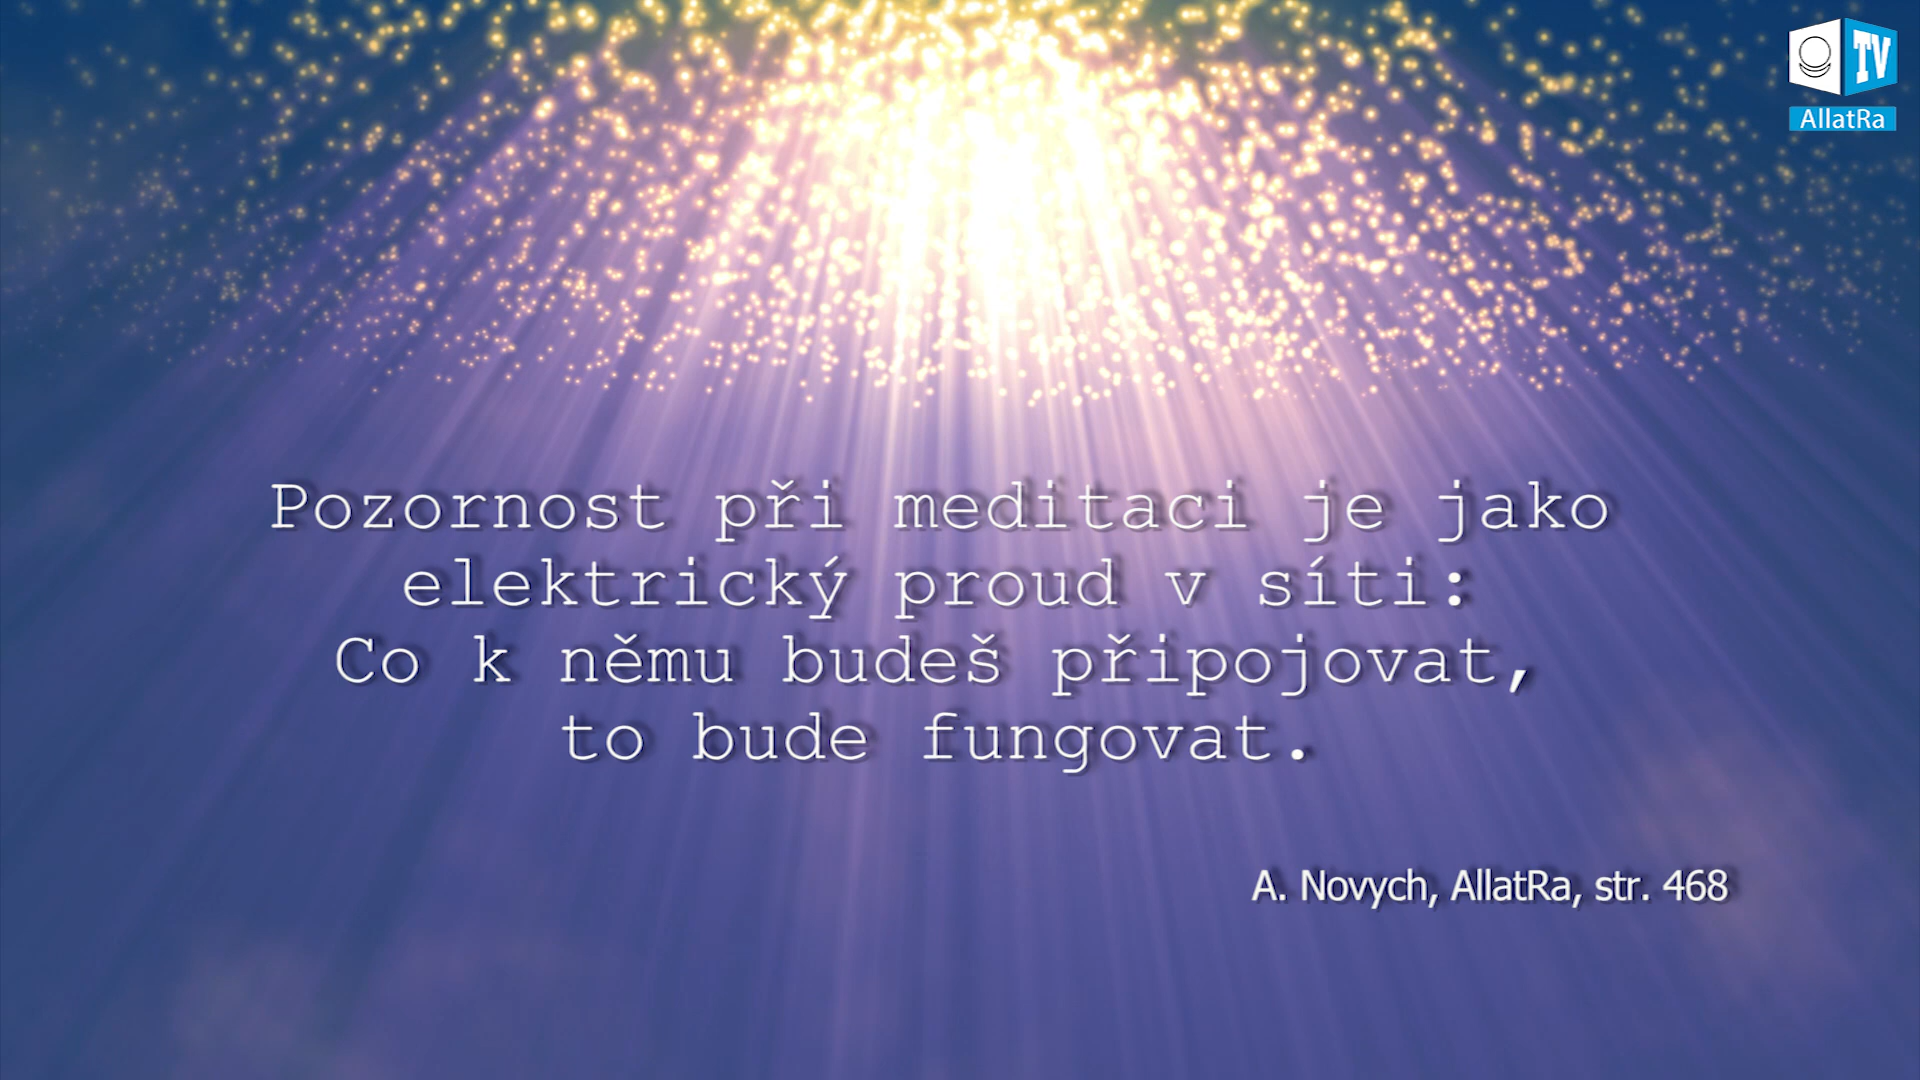 TV
AllatRa
Pozornost při meditaci je jako
elektrický proud v síti:
Co k němu budeš připojovat,
to bude fungovat.
A. Novych, AllatRa, str. 468